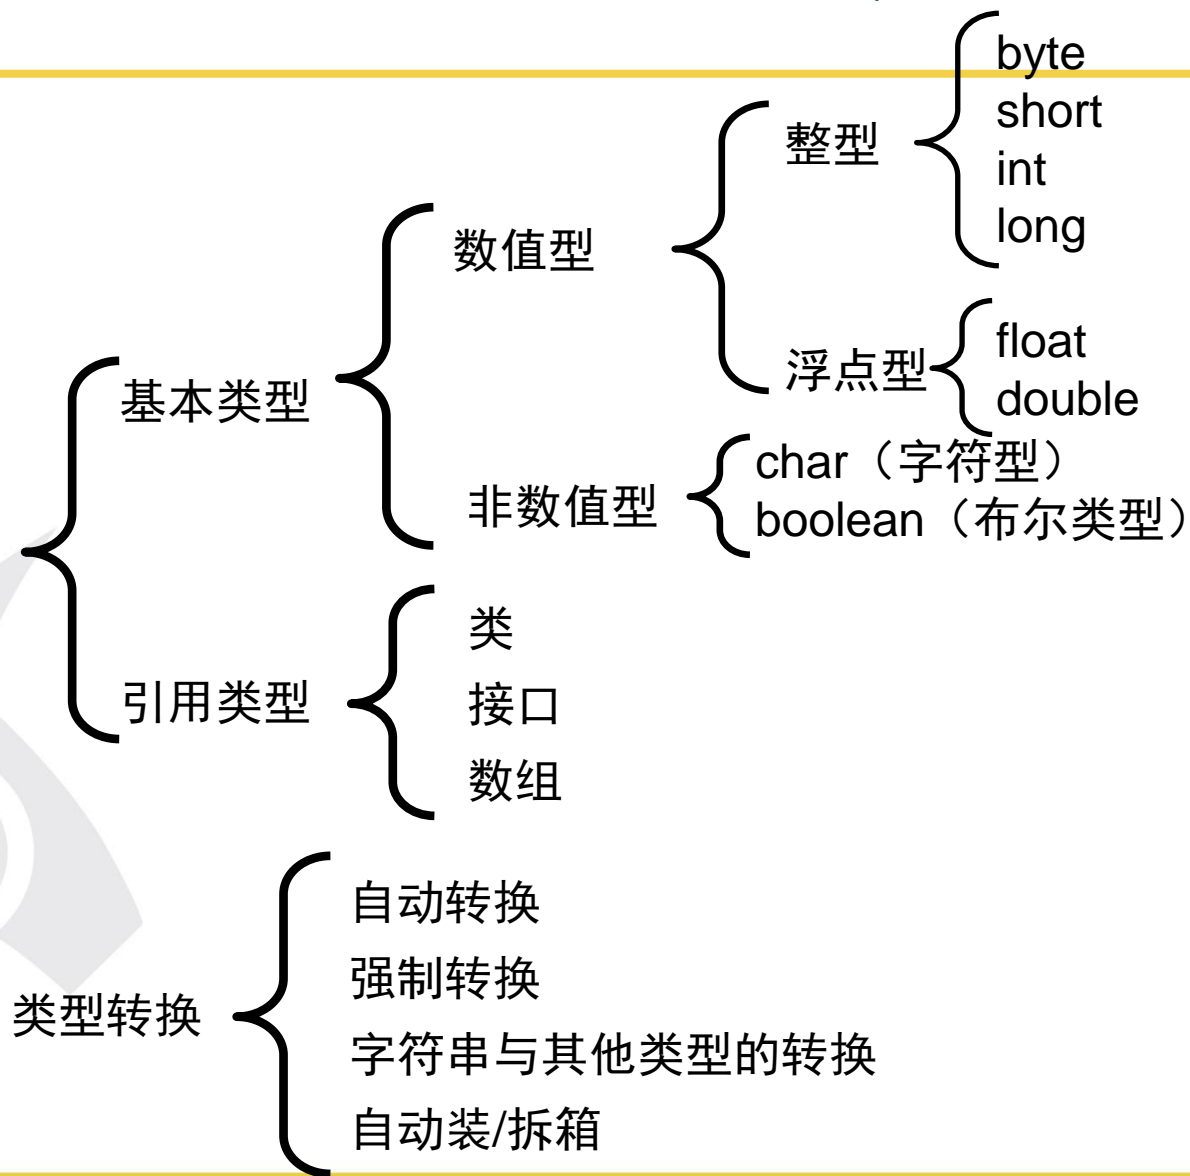 byte
short
整型
int
long
数值型
float
浮点型
double
基本类型
char（字符型）
非数值型
boolean（布尔类型）
类
引用类型
接口
数组
自动转换
强制转换
类型转换
字符串与其他类型的转换
自动装/拆箱